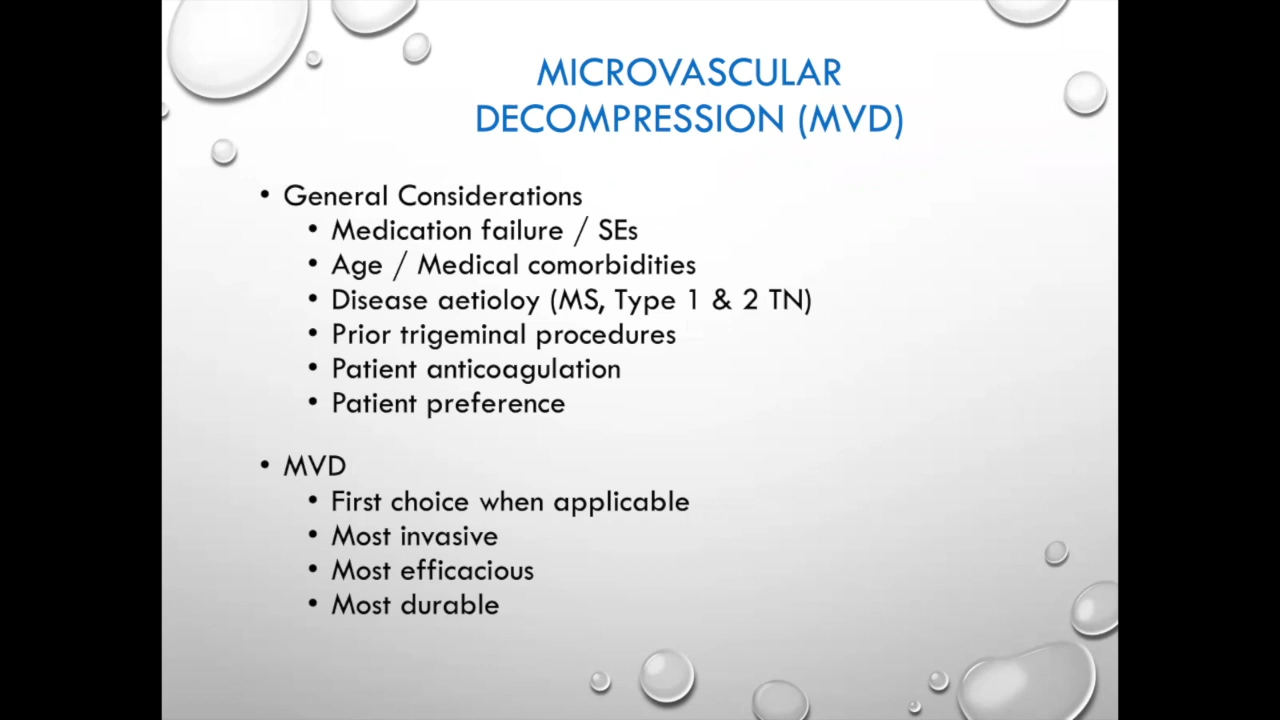 MICROVASCULAR
DECOMPRESSION (MVD)
• General Considerations
• Medication failure / SEs
• Age / Medical comorbidities
• Disease aetioloy (MS, Type 1 & 2 TN)
• Prior trigeminal procedures
• Patient anticoagulation
• Patient preference
• MVD
• First choice when applicable
• Most invasive
• Most efficacious
• Most durable